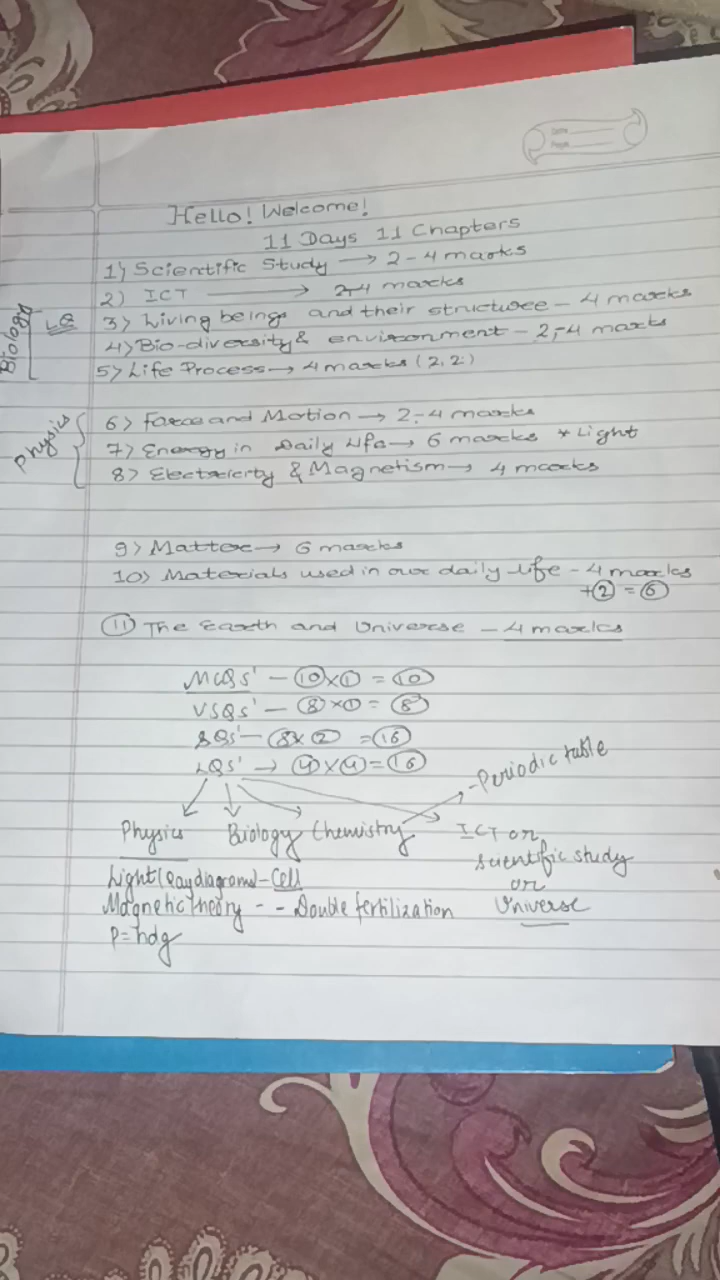 Hello! Welcome!
11 Days 11 Chapters
1) Scientific Study → 2-4 marks
2) ICT → 2-4 marks
Biology
LQ
3) Living beings and their structure - 4 marks
4) Bio-diversity & environment - 2-4 marks
5) Life Process → 4 marks (2,2)
Physics
6) Force and Motion → 2-4 marks
7) Energy in Daily Life → 6 marks * Light
8) Electricity & Magnetism → 4 marks
9) Matter → 6 marks
10) Materials used in our daily life - 4 marks
+2 = 6
11 The Earth and Universe - 4 marks
MCQs' - 10 × 1 = 10
VSQs' - 8 × 1 = 8
SQs' - 8 × 2 = 16
LQS' → 4 × 4 = 16
- Periodic table
Physics Biology Chemistry ICT or
scientific study
or
Universe
Light (Raydiagram) - Cell
Magnetic Theory - - Double fertilization
P = hdg